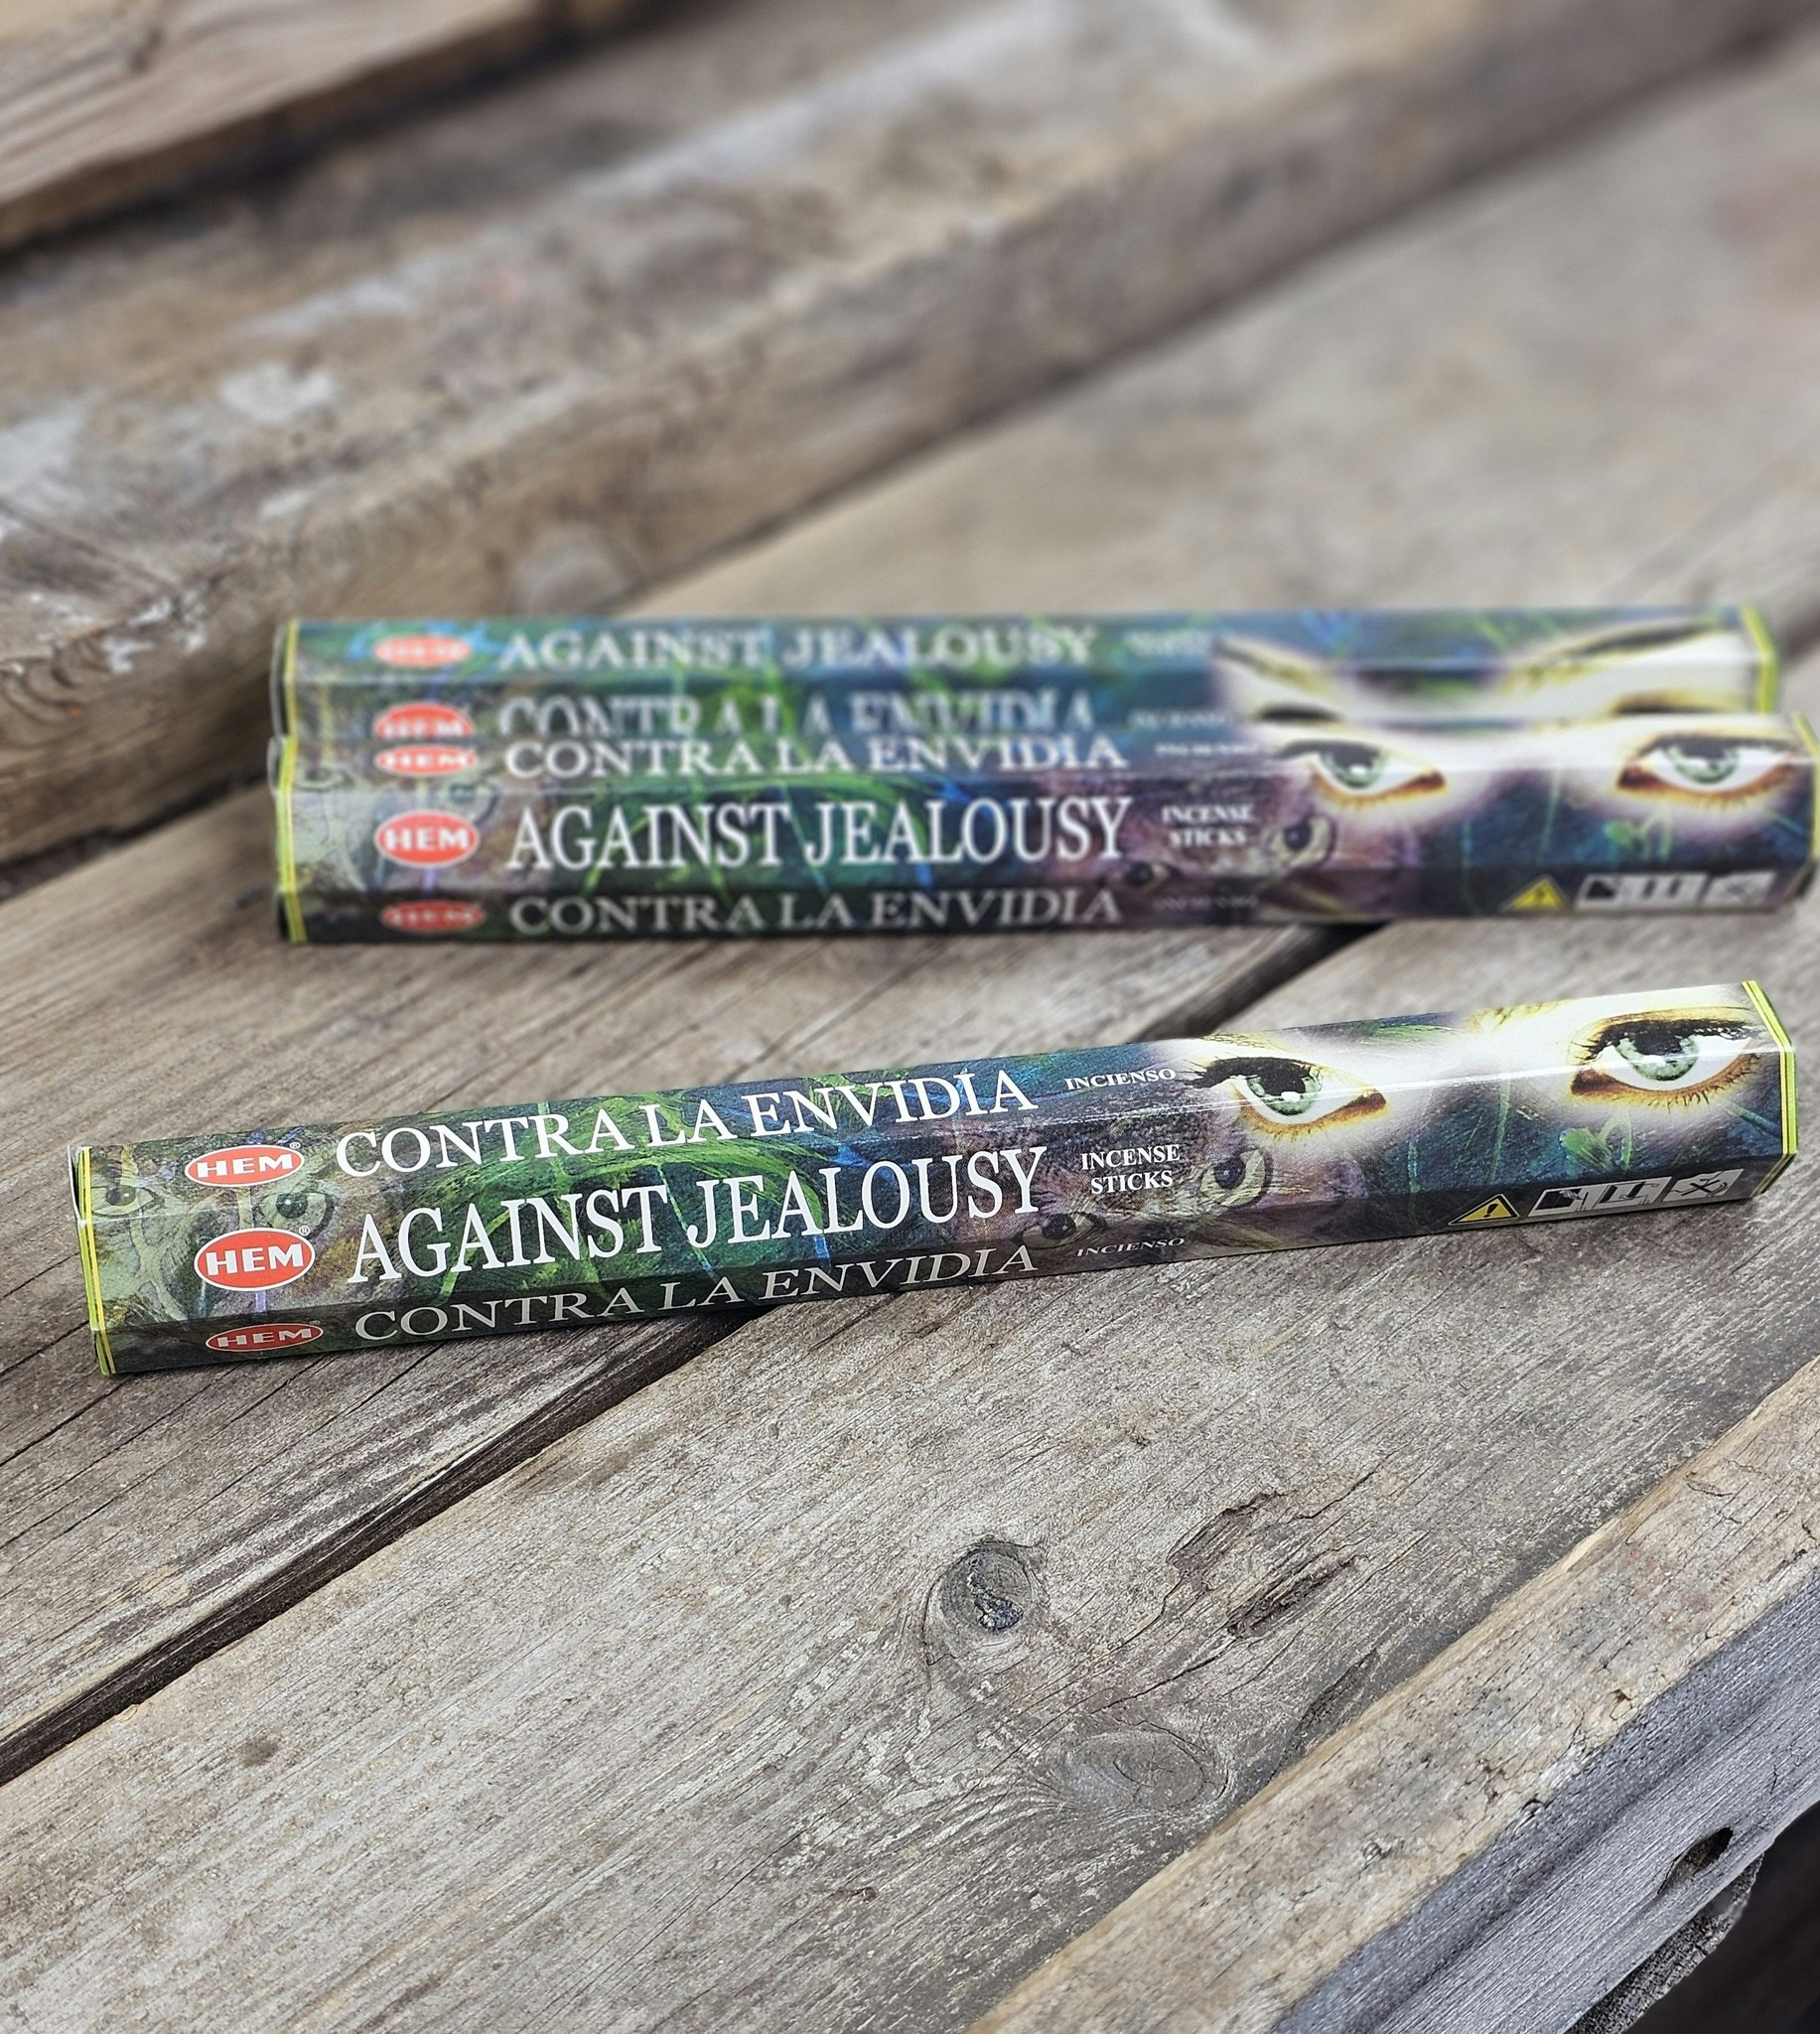 HEM AGAINST JEALOUSY
HEM CONTRA LA ENVIDIA
HEM CONTRA LA ENVIDIA
HEM AGAINST JEALOUSY INCENSE STICKS
HEM CONTRA LA ENVIDIA
HEM® CONTRA LA ENVIDIA INCIENSO
HEM® AGAINST JEALOUSY INCENSE STICKS
HEM CONTRA LA ENVIDIA INCIENSO